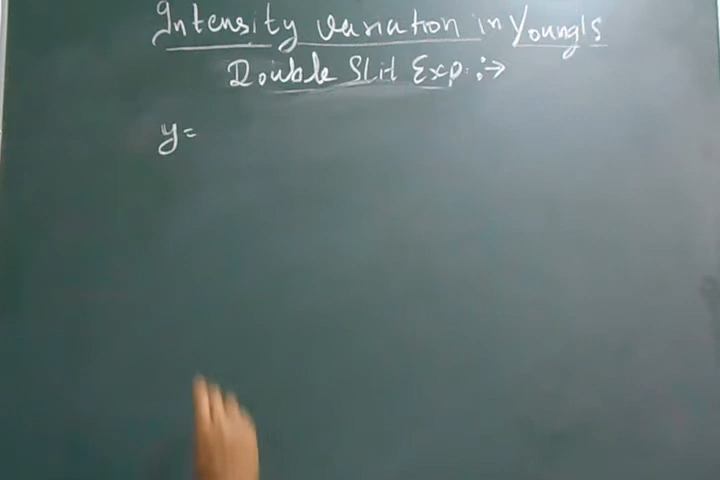 Intensity variation in Young's
Double Slit Exp. :→
y=